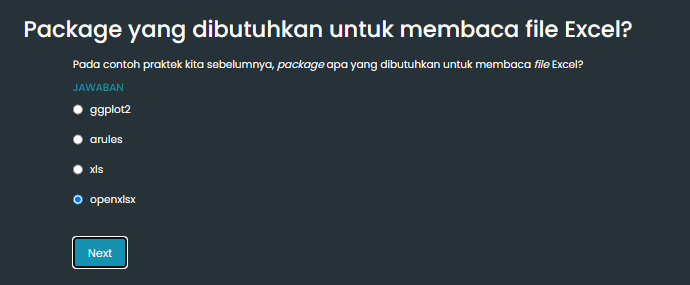 Package yang dibutuhkan untuk membaca file Excel?
Pada contoh praktek kita sebelumnya, package apa yang dibutuhkan untuk membaca file Excel?
JAWABAN
ggplot2
arules
xls
openxlsx
Next